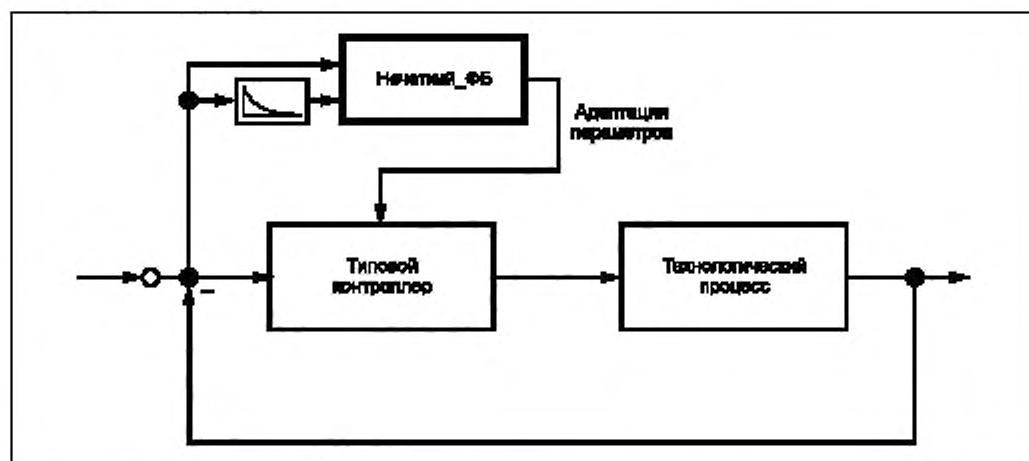 Нечеткий_ФБ
Адаптация
параметров
Типовой
контроллер
Технологический
процесс
–